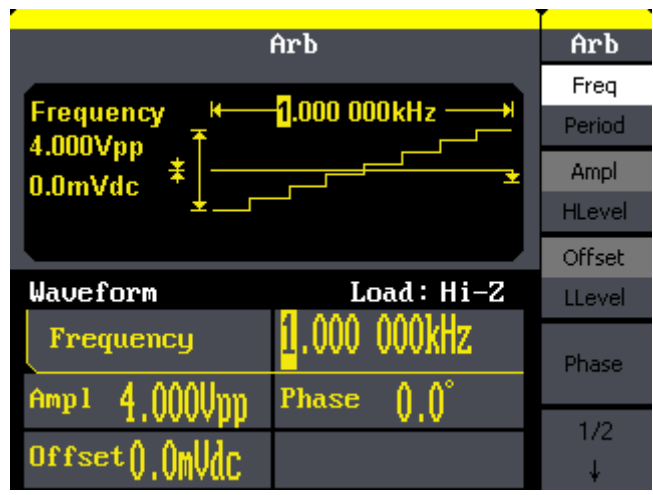 Arb
Arb
Frequency
1.000 000kHz
4.000Vpp
0.0mVdc
Waveform
Load: Hi-Z
Frequency
1.000 000kHz
Ampl
4.000Vpp
Phase
0.0°
Offset
0.0mVdc
Freq
Period
Ampl
HLevel
Offset
LLevel
Phase
1/2
↓